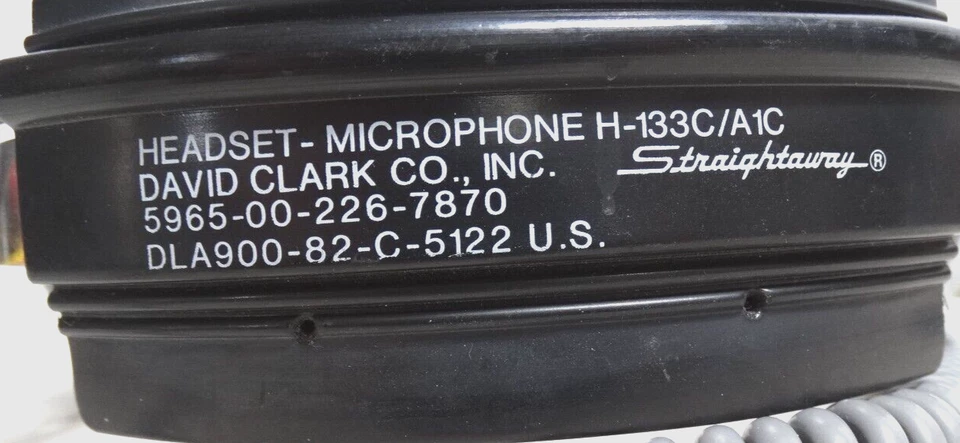 HEADSET- MICROPHONE H-133C/A1C
DAVID CLARK CO., INC. Straightaway®
5965-00-226-7870
DLA900-82-C-5122 U.S.